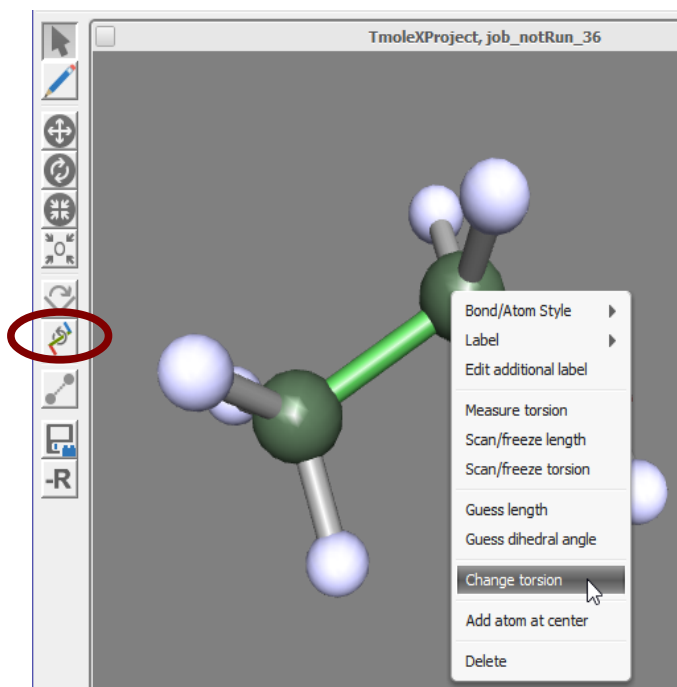 TmoleXProject, job_notRun_36
Bond/Atom Style
Label
Edit additional label
Measure torsion
Scan/freeze length
Scan/freeze torsion
Guess length
Guess dihedral angle
Change torsion
Add atom at center
Delete
-R